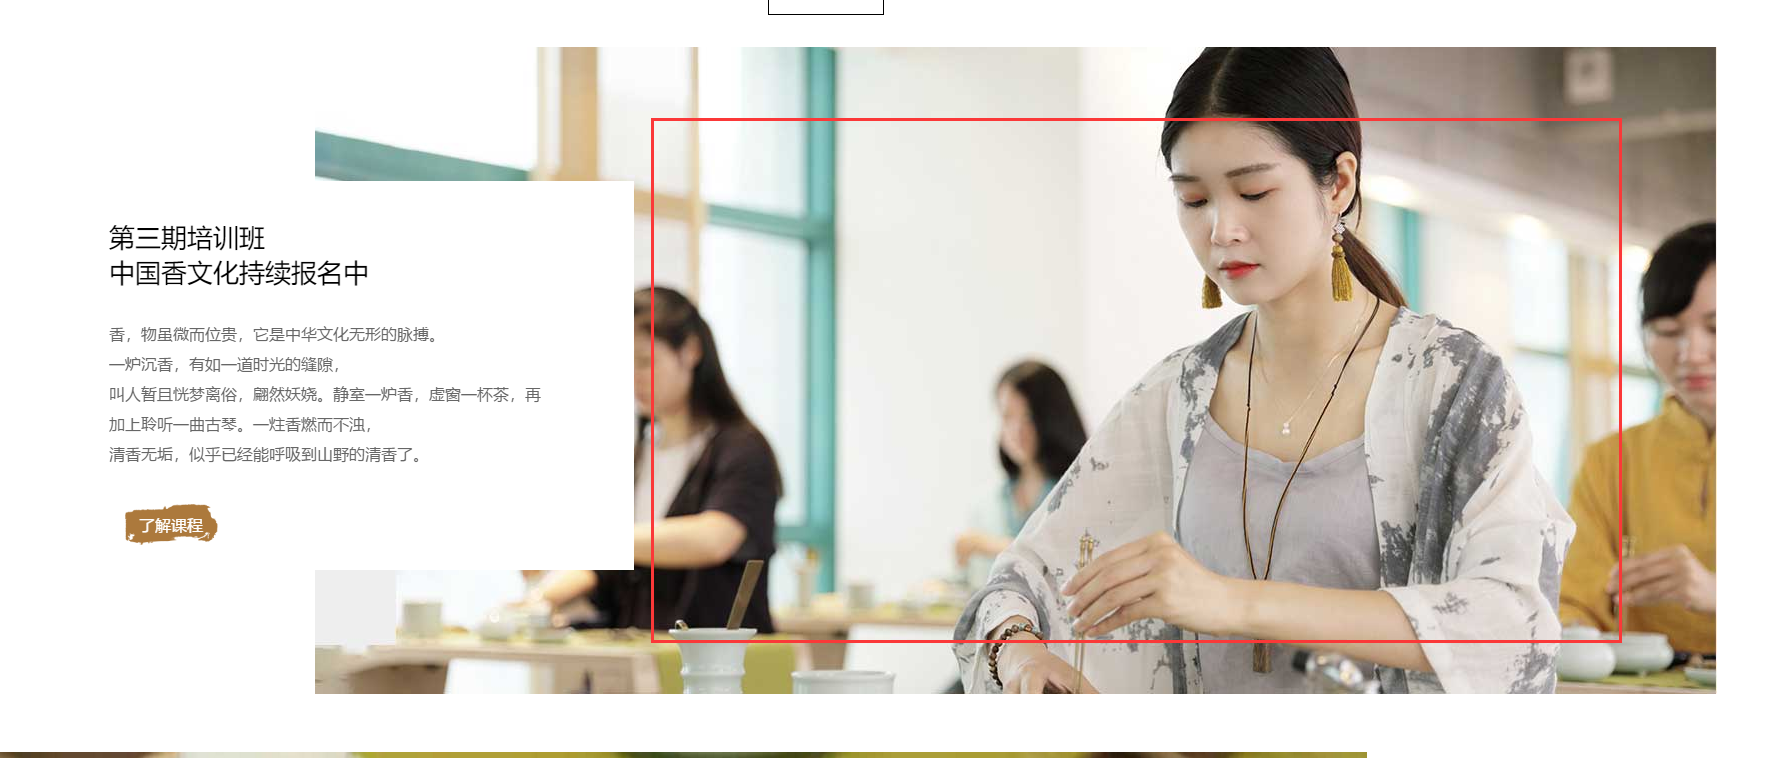 第三期培训班
中国香文化持续报名中
香，物虽微而位贵，它是中华文化无形的脉搏。
一炉沉香，有如一道时光的缝隙，
叫人暂且恍梦离俗，翩然妖娆。静室一炉香，虚窗一杯茶，再
加上聆听一曲古琴。一炷香燃而不浊，
清香无垢，似乎已经能呼吸到山野的清香了。
了解课程